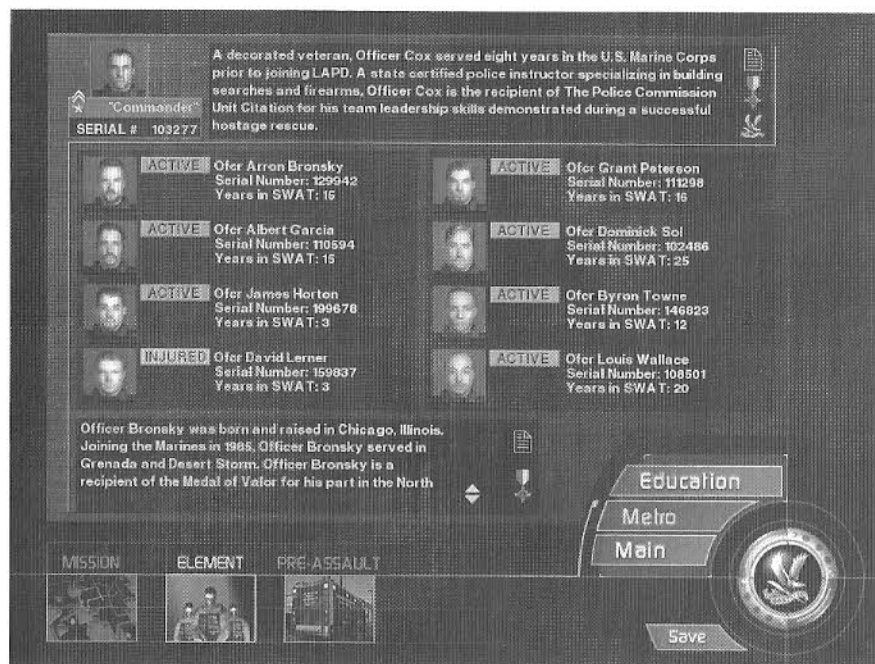 A decorated veteran, Officer Cox served eight years in the U.S. Marine Corps
prior to joining LAPD. A state certified police instructor specializing in building
searches and firearms, Officer Cox is the recipient of The Police Commission
Unit Citation for his team leadership skills demonstrated during a successful
hostage rescue.
"Commander"
SERIAL # 103277
ACTIVE Ofcr Arron Bronsky
Serial Number: 129942
Years in SWAT: 15
ACTIVE Ofcr Grant Peterson
Serial Number: 111298
Years in SWAT: 16
ACTIVE Ofcr Albert Garcia
Serial Number: 110594
Years in SWAT: 15
ACTIVE Ofcr Dominick Sol
Serial Number: 102486
Years in SWAT: 25
ACTIVE Ofcr James Horton
Serial Number: 199678
Years in SWAT: 3
ACTIVE Ofcr Byron Towne
Serial Number: 146823
Years in SWAT: 12
INJURED Ofcr David Lerner
Serial Number: 159837
Years in SWAT: 3
ACTIVE Ofcr Louis Wallace
Serial Number: 108501
Years in SWAT: 20
Officer Bronsky was born and raised in Chicago, Illinois.
Joining the Marines in 1985, Officer Bronsky served in
Grenada and Desert Storm. Officer Bronsky is a
recipient of the Medal of Valor for his part in the North
Education
Metro
Main
MISSION
ELEMENT
PRE-ASSAULT
Save